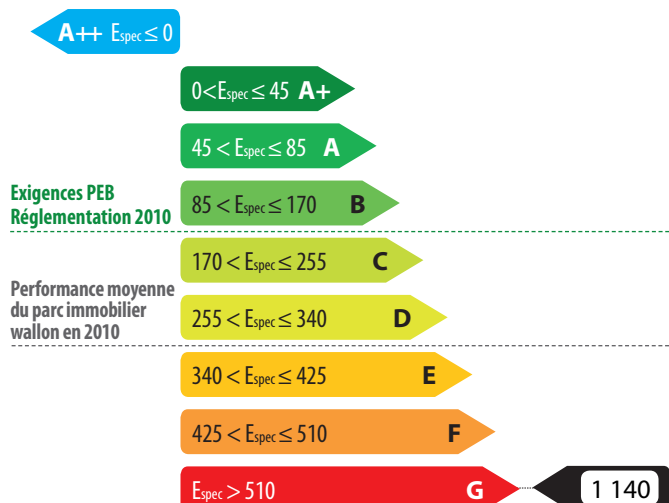 A++ Espec ≤ 0
0<Espec ≤ 45 A+
45 < Espec ≤ 85 A
Exigences PEB
Réglementation 2010
85 < Espec ≤ 170 B
170 < Espec ≤ 255 C
Performance moyenne
du parc immobilier
wallon en 2010
255 < Espec ≤ 340 D
340 < Espec ≤ 425 E
425 < Espec ≤ 510 F
Espec > 510 G
1 140